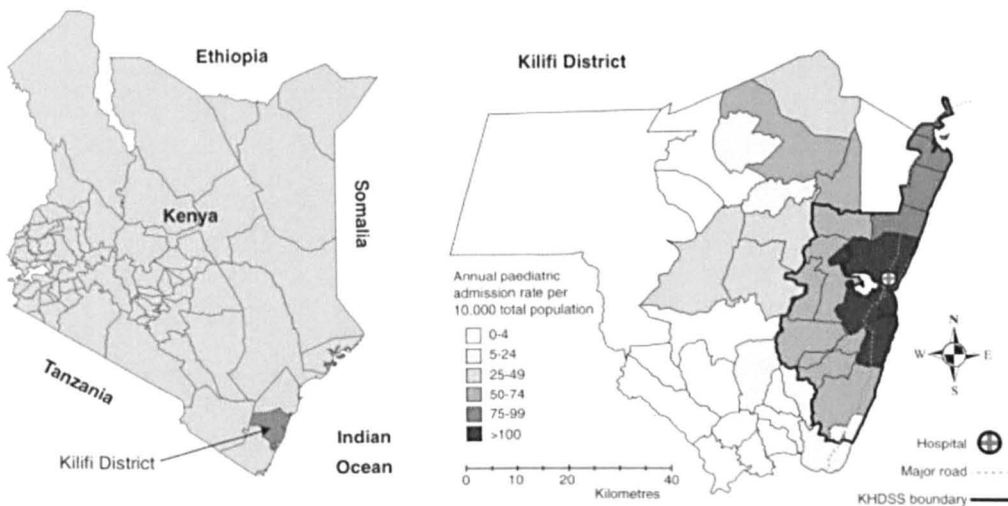 Ethiopia
Kenya
Somalia
Tanzania
Indian
Ocean
Kilifi District
Kilifi District
Annual paediatric
admission rate per
10.000 total population
0-4
5-24
25-49
50-74
75-99
>100
0 10 20 40
Kilometres
N
W E
S
Hospital
Major road
KHDSS boundary